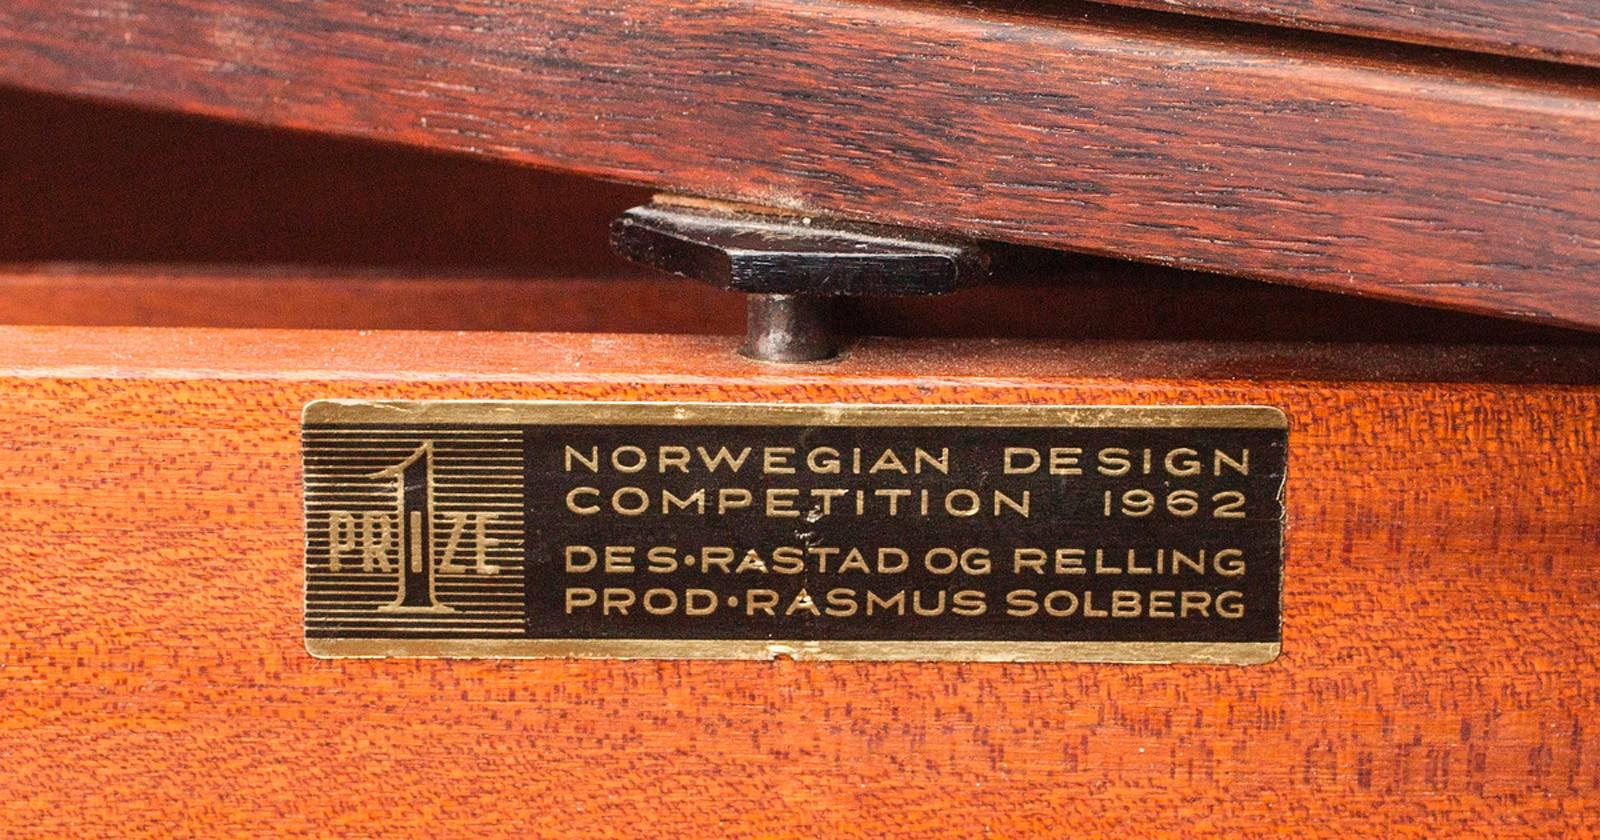 1 PRIZE
NORWEGIAN DESIGN
COMPETITION 1962
DES·RASTAD OG RELLING
PROD·RASMUS SOLBERG